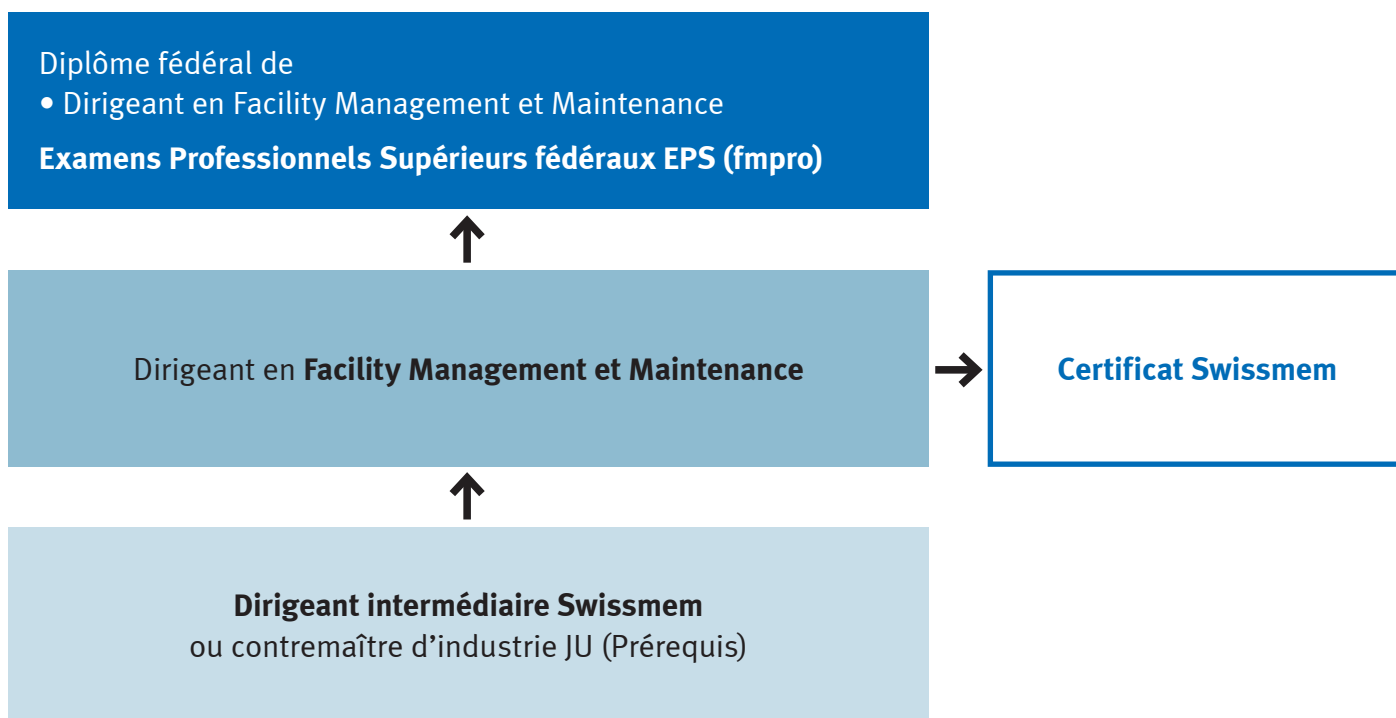 Diplôme fédéral de
• Dirigeant en Facility Management et Maintenance
Examens Professionnels Supérieurs fédéraux EPS (fmpro)
Dirigeant en Facility Management et Maintenance
Certificat Swissmem
Dirigeant intermédiaire Swissmem
ou contremaître d’industrie JU (Prérequis)